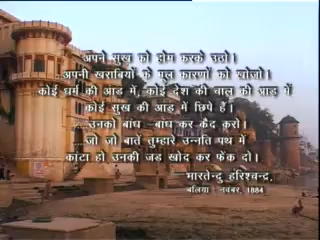 अपने सुख को होम करके उठो।
...अपनी खराबियों के मूल कारणों को खोजो।
कोई धर्म की आड़ में, कोई देश की चाल की आड़ में
कोई सुख की आड़ में छिपे हैं।
...उनको बांध - बांध कर कैद करो।
...जो जो बातें तुम्हारे उन्नति पथ में
कांटा हो उनकी जड़ खोद कर फेंक दो।
भारतेन्दु हरिश्चन्द्र,
बलिया : नवंबर, 1884